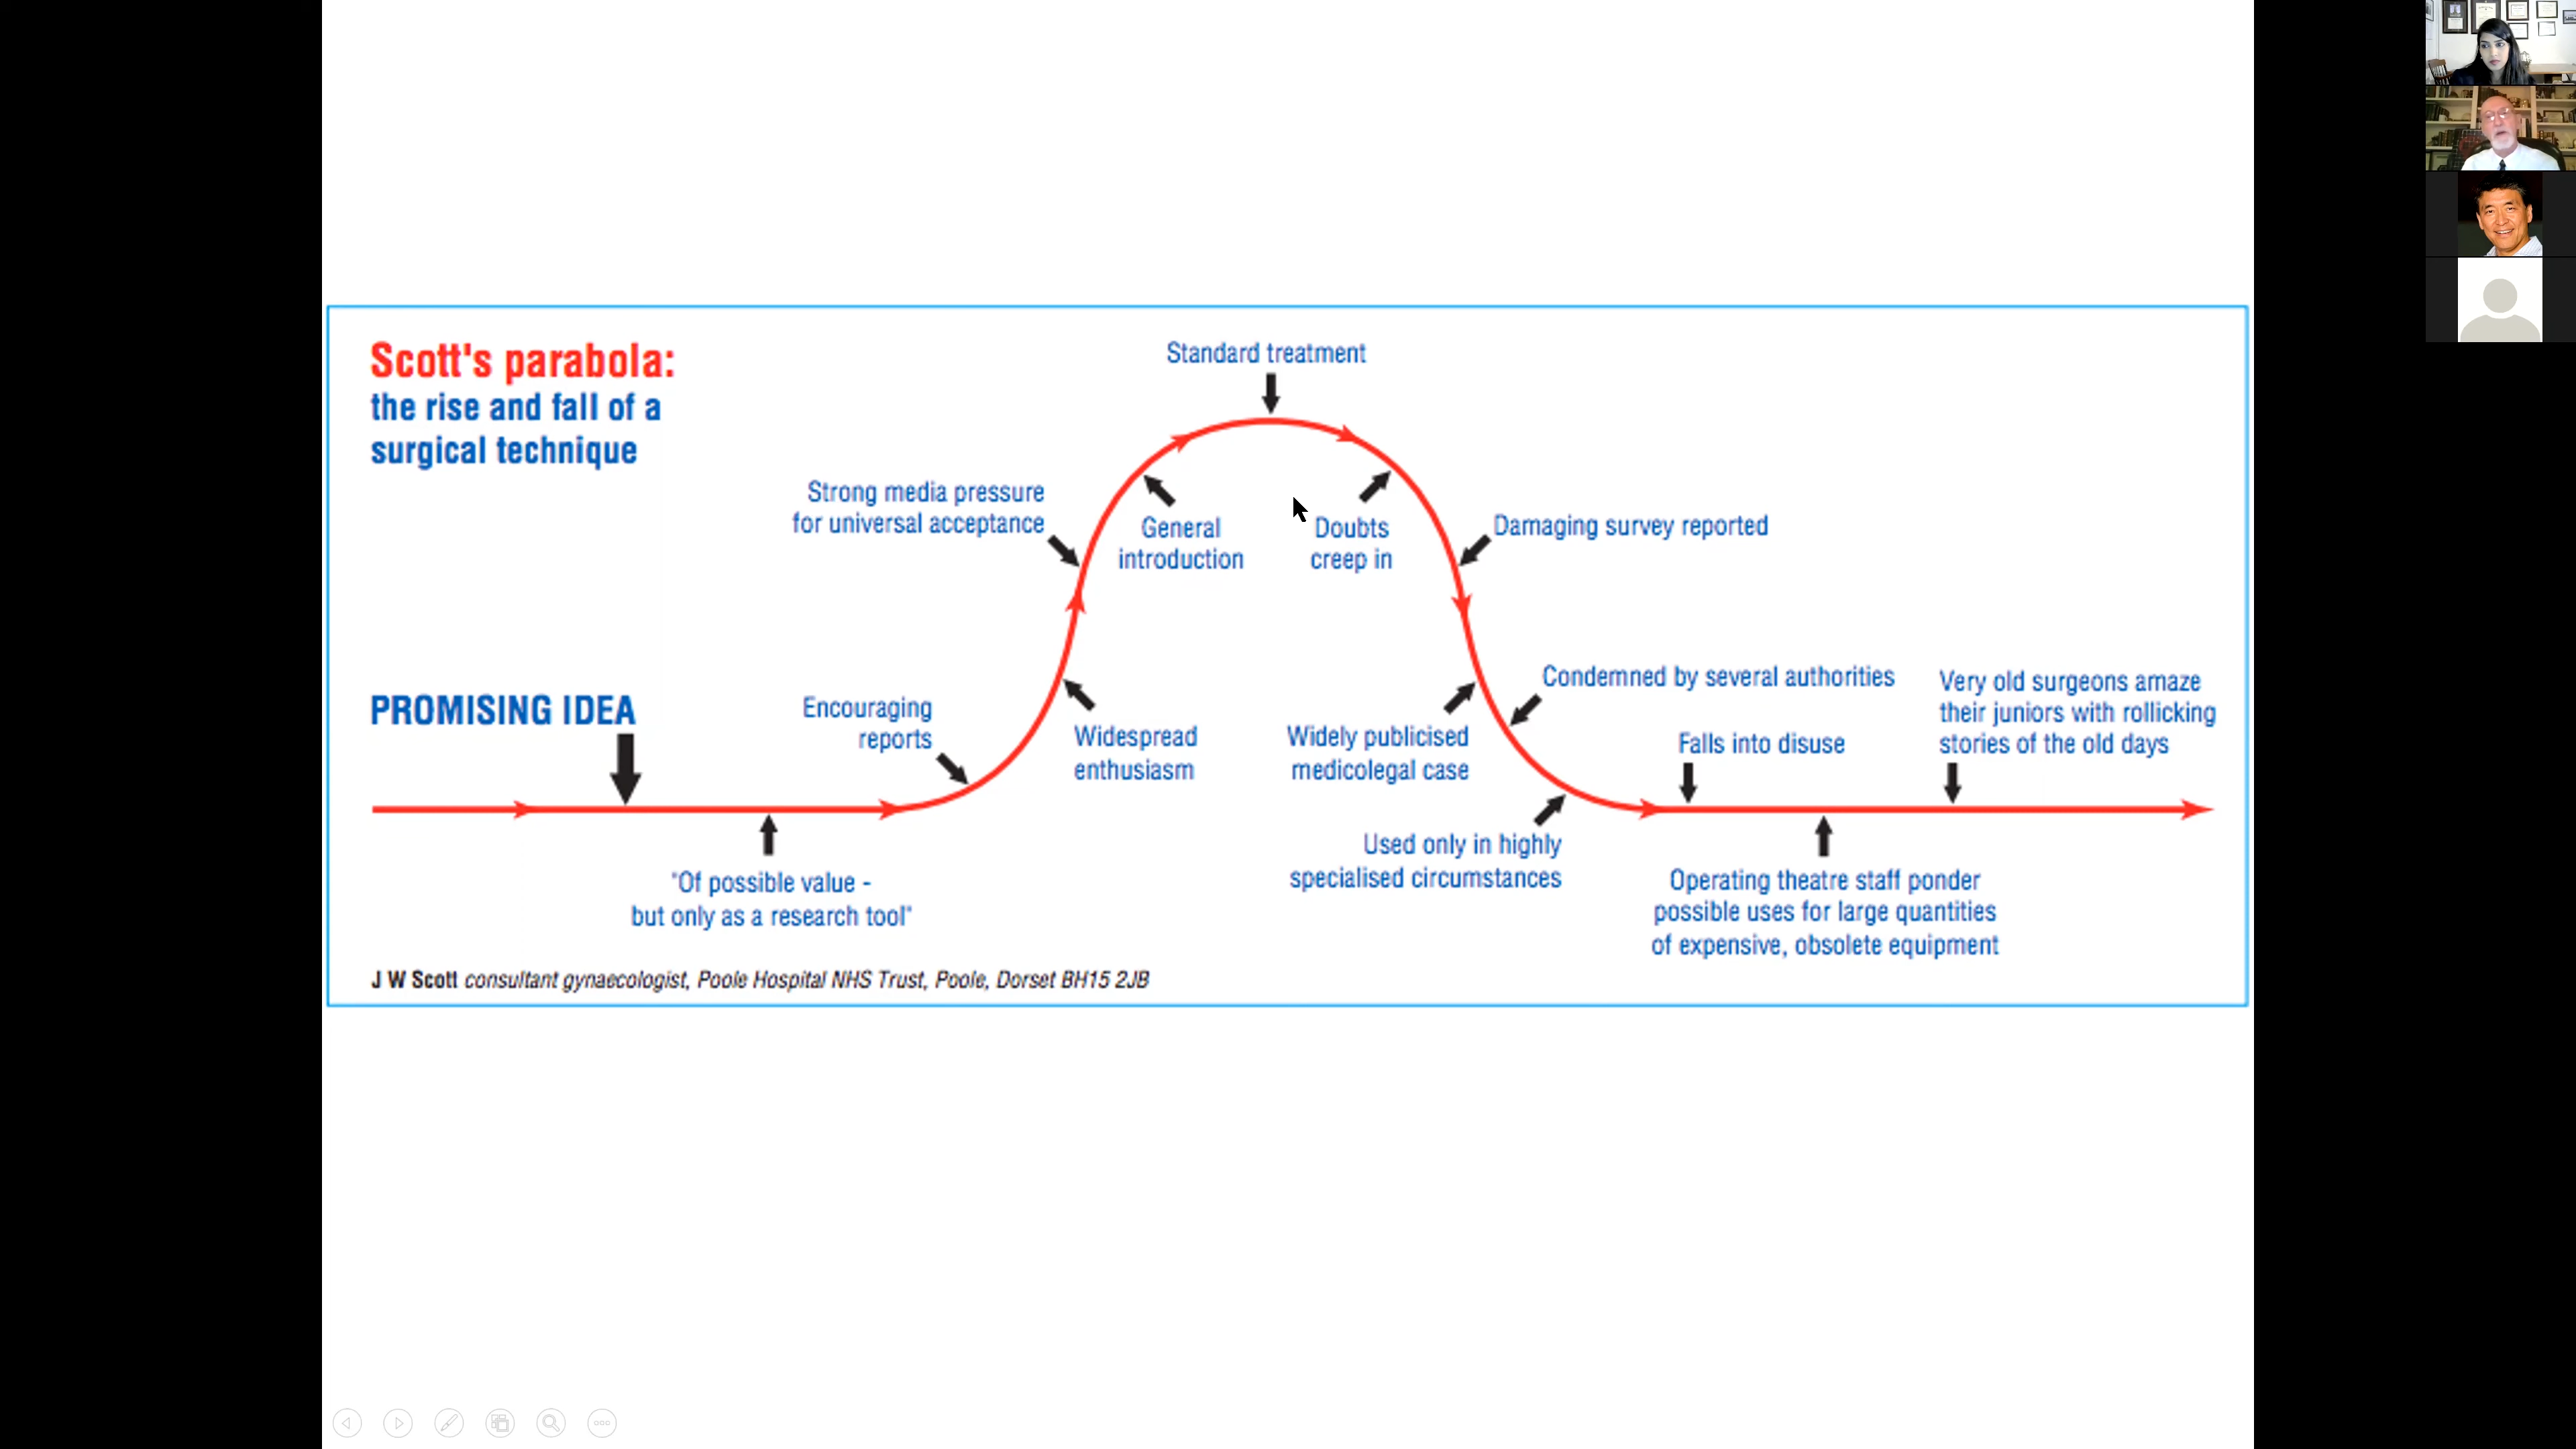 Scott's parabola:
the rise and fall of a
surgical technique
Standard treatment
Strong media pressure
for universal acceptance
General
introduction
Doubts
creep in
Damaging survey reported
PROMISING IDEA
Encouraging
reports
Widespread
enthusiasm
Widely publicised
medicolegal case
Condemned by several authorities
Falls into disuse
Very old surgeons amaze
their juniors with rollicking
stories of the old days
"Of possible value -
but only as a research tool"
Used only in highly
specialised circumstances
Operating theatre staff ponder
possible uses for large quantities
of expensive, obsolete equipment
J W Scott consultant gynaecologist, Poole Hospital NHS Trust, Poole, Dorset BH15 2JB